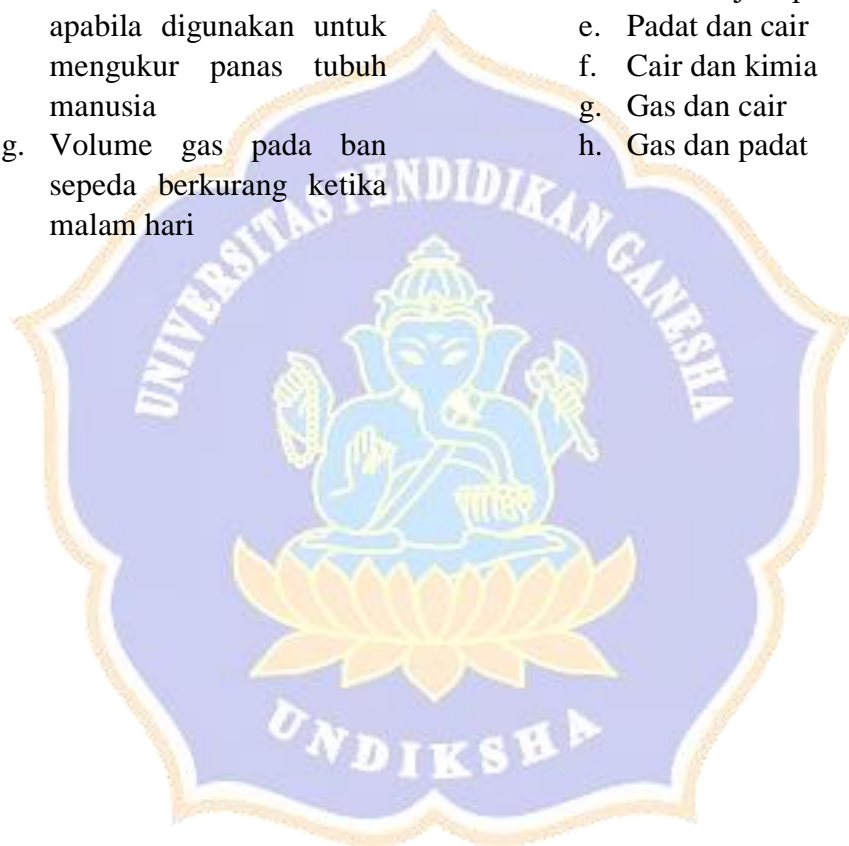 apabila digunakan untuk
mengukur panas tubuh
manusia
g. Volume gas pada ban
sepeda berkurang ketika
malam hari
e. Padat dan cair
f. Cair dan kimia
g. Gas dan cair
h. Gas dan padat
UNIVERSITAS PENDIDIKAN GANESHA
UNDIKSHA